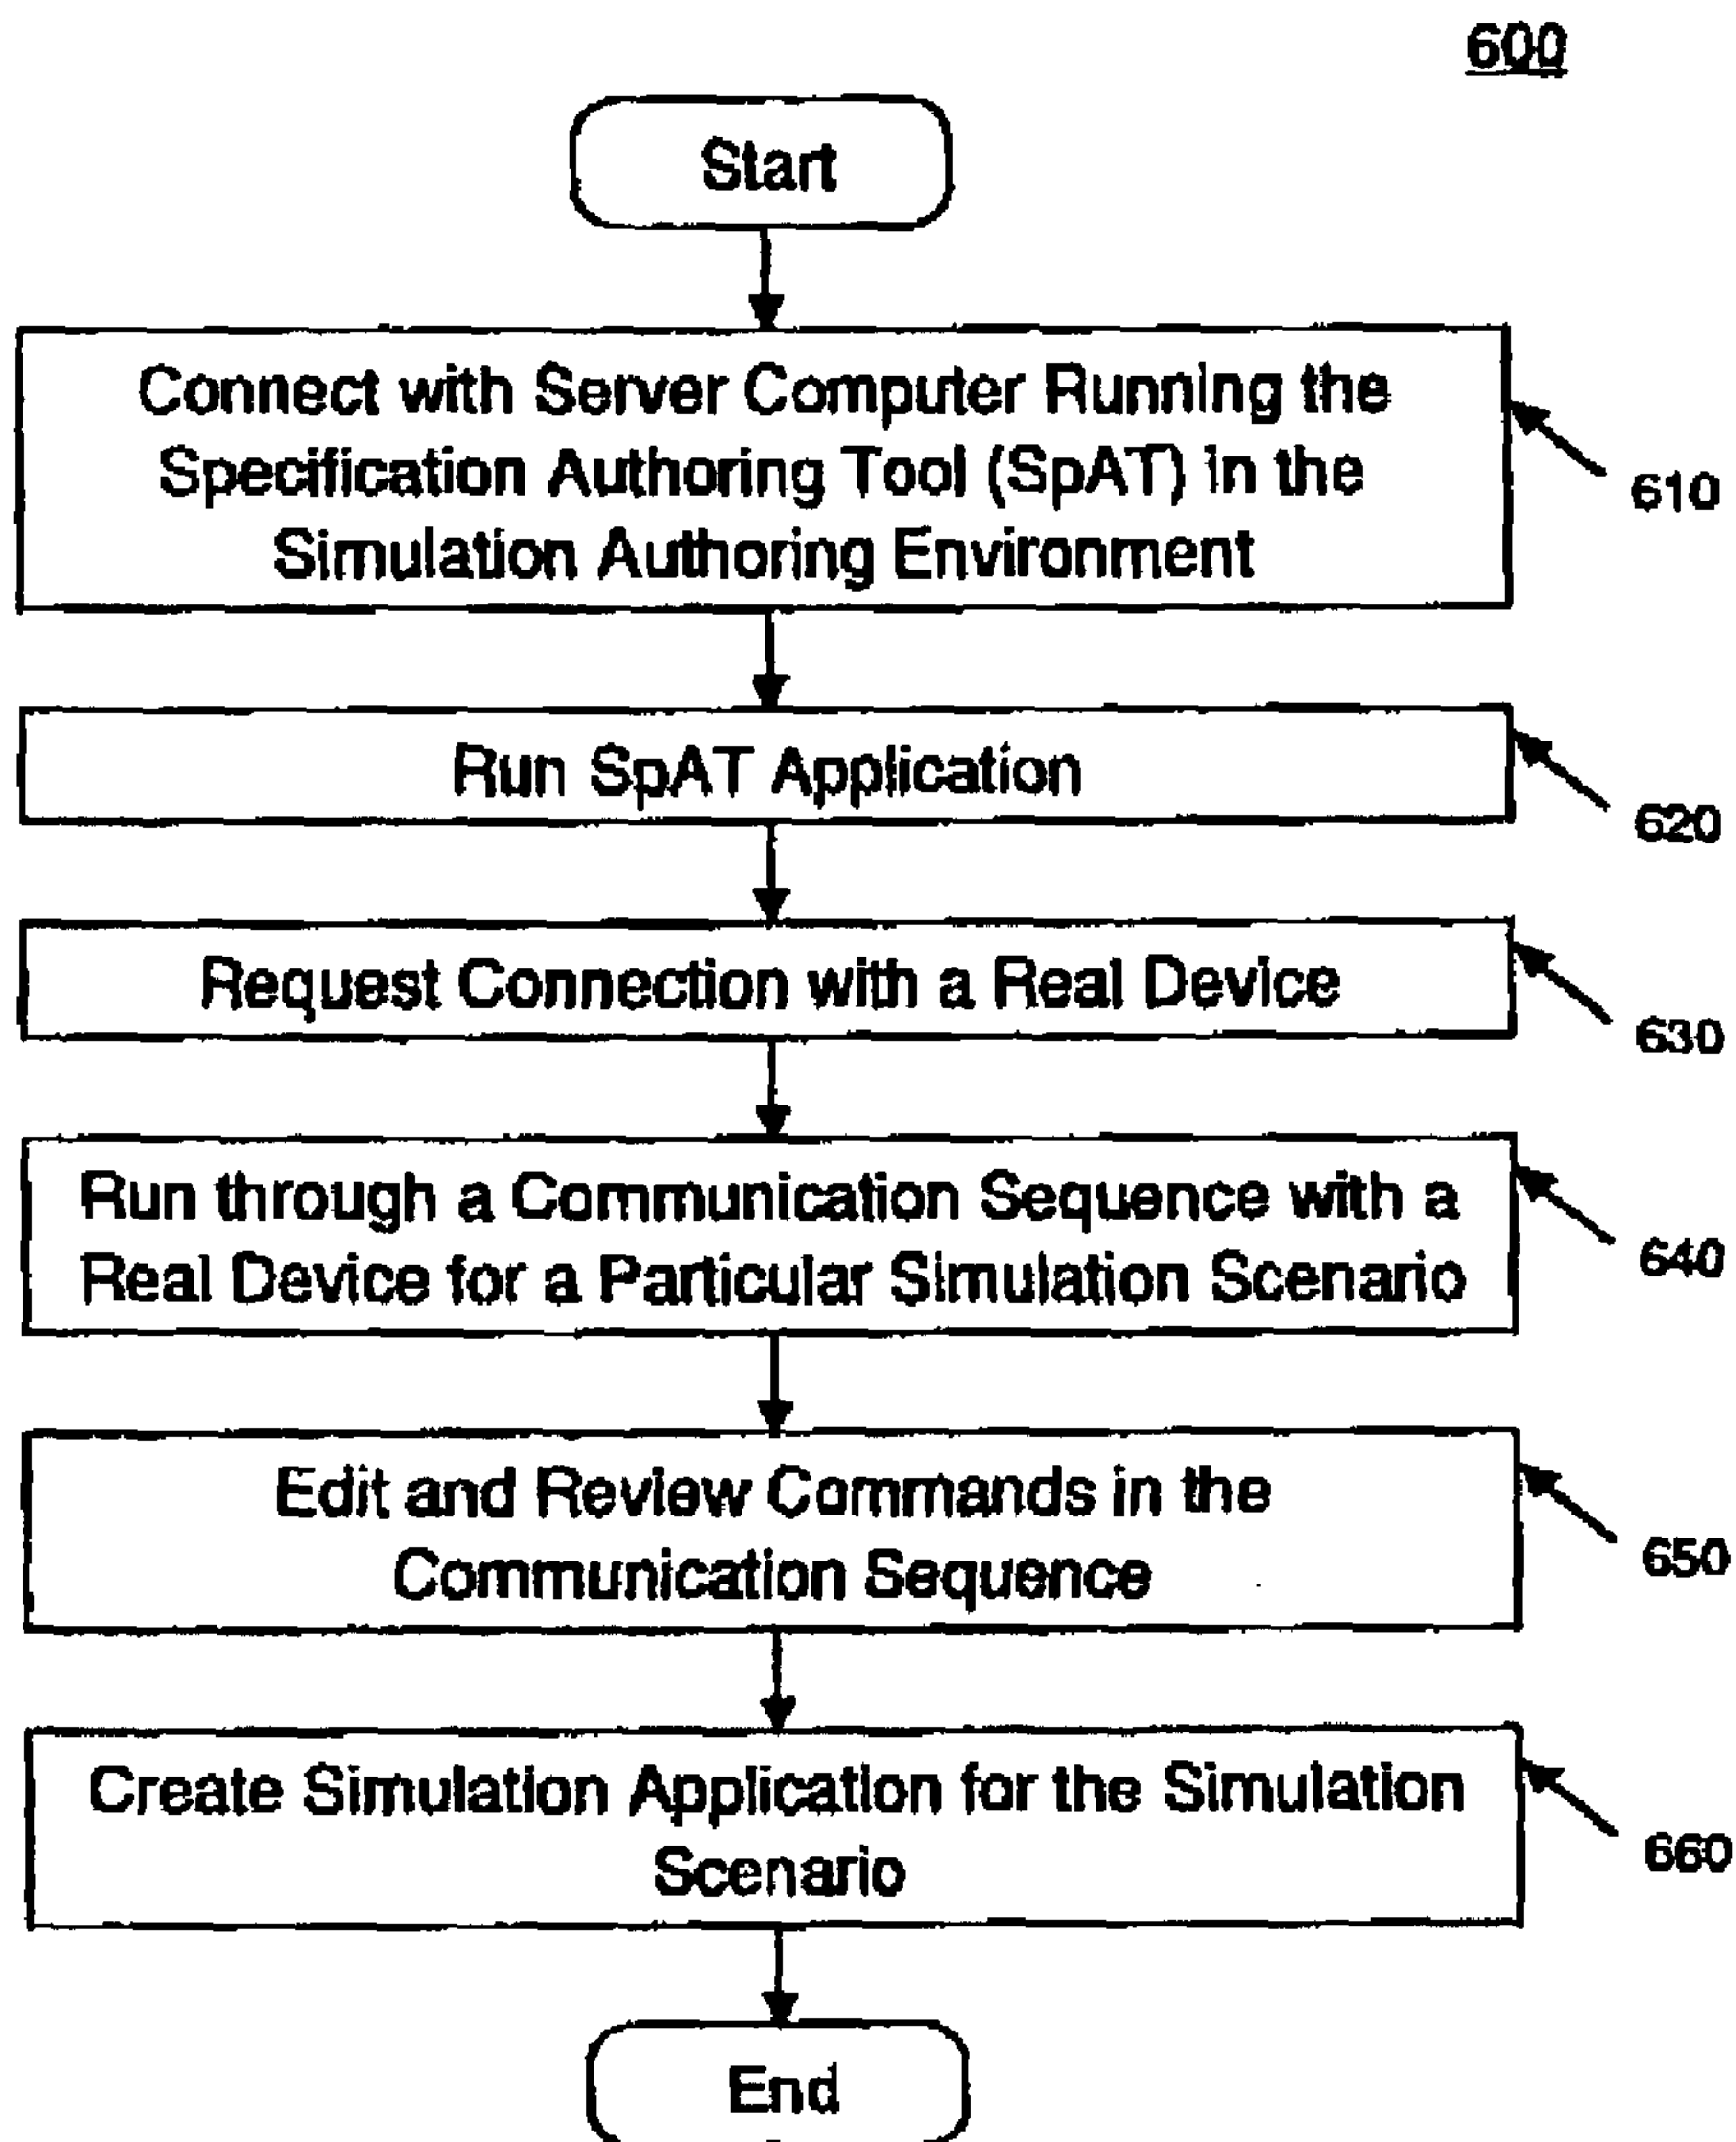 600
Start
Connect with Server Computer Running the
Specification Authoring Tool (SpAT) in the
Simulation Authoring Environment
610
Run SpAT Application
620
Request Connection with a Real Device
630
Run through a Communication Sequence with a
Real Device for a Particular Simulation Scenario
640
Edit and Review Commands in the
Communication Sequence
650
Create Simulation Application for the Simulation
Scenario
660
End